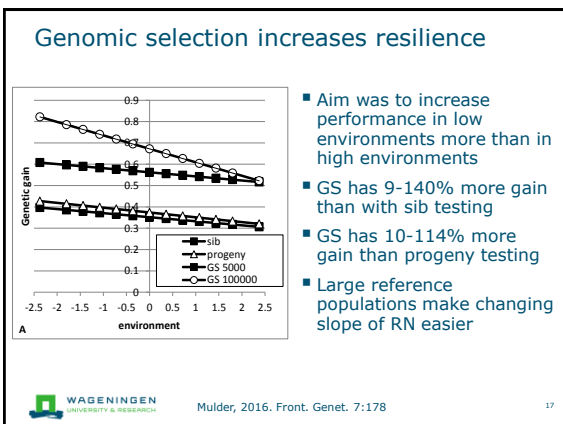 Genomic selection increases resilience
0.9
0.8
0.7
0.6
0.5
0.4
0.3
0.2
0.1
0
Genetic gain
sib
progeny
GS 5000
GS 100000
-2.5 -2 -1.5 -1 -0.5 0 0.5 1 1.5 2 2.5
environment
A
▪ Aim was to increase
performance in low
environments more than in
high environments
▪ GS has 9-140% more gain
than with sib testing
▪ GS has 10-114% more
gain than progeny testing
▪ Large reference
populations make changing
slope of RN easier
WAGENINGEN
UNIVERSITY & RESEARCH
Mulder, 2016. Front. Genet. 7:178
17